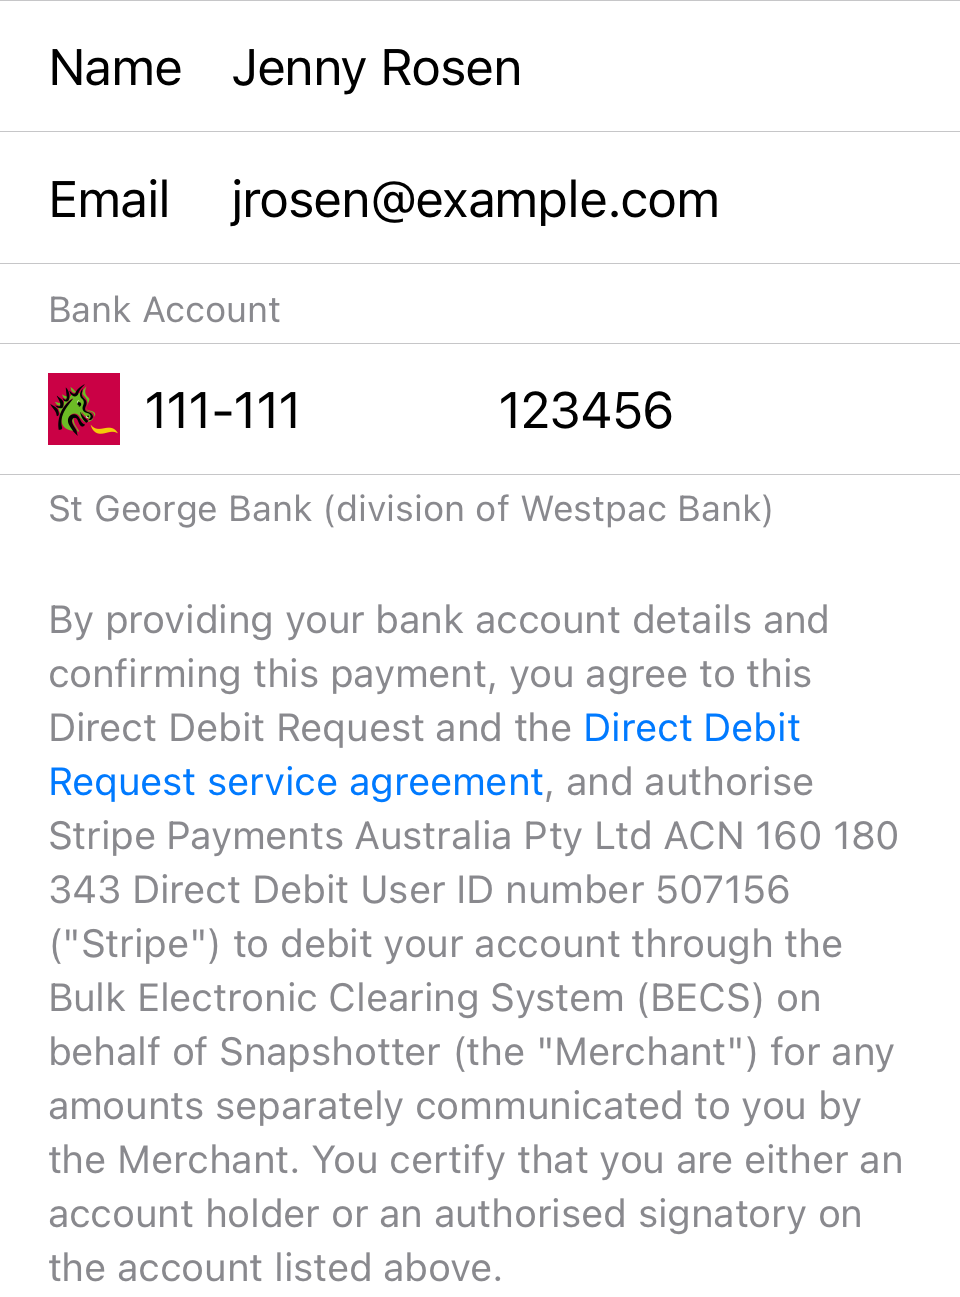 Name Jenny Rosen
Email jrosen@example.com
Bank Account
111-111 123456
St George Bank (division of Westpac Bank)
By providing your bank account details and
confirming this payment, you agree to this
Direct Debit Request and the Direct Debit
Request service agreement, and authorise
Stripe Payments Australia Pty Ltd ACN 160 180
343 Direct Debit User ID number 507156
("Stripe") to debit your account through the
Bulk Electronic Clearing System (BECS) on
behalf of Snapshotter (the "Merchant") for any
amounts separately communicated to you by
the Merchant. You certify that you are either an
account holder or an authorised signatory on
the account listed above.